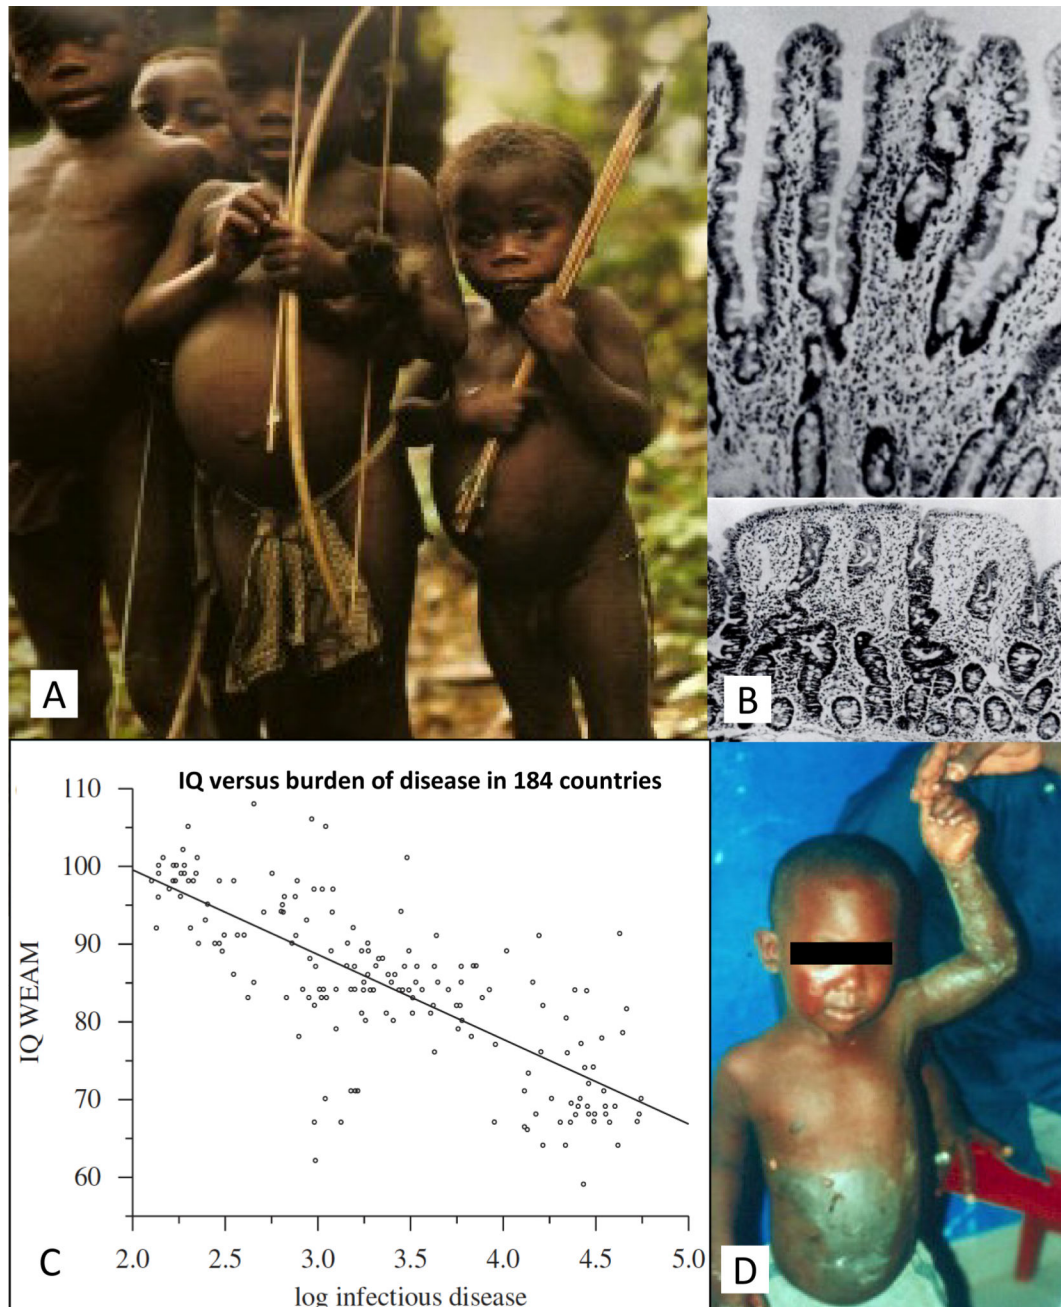 A
B
IQ versus burden of disease in 184 countries
110
100
90
80
70
60
IQ WEAM
2.0 2.5 3.0 3.5 4.0 4.5 5.0
log infectious disease
C
D